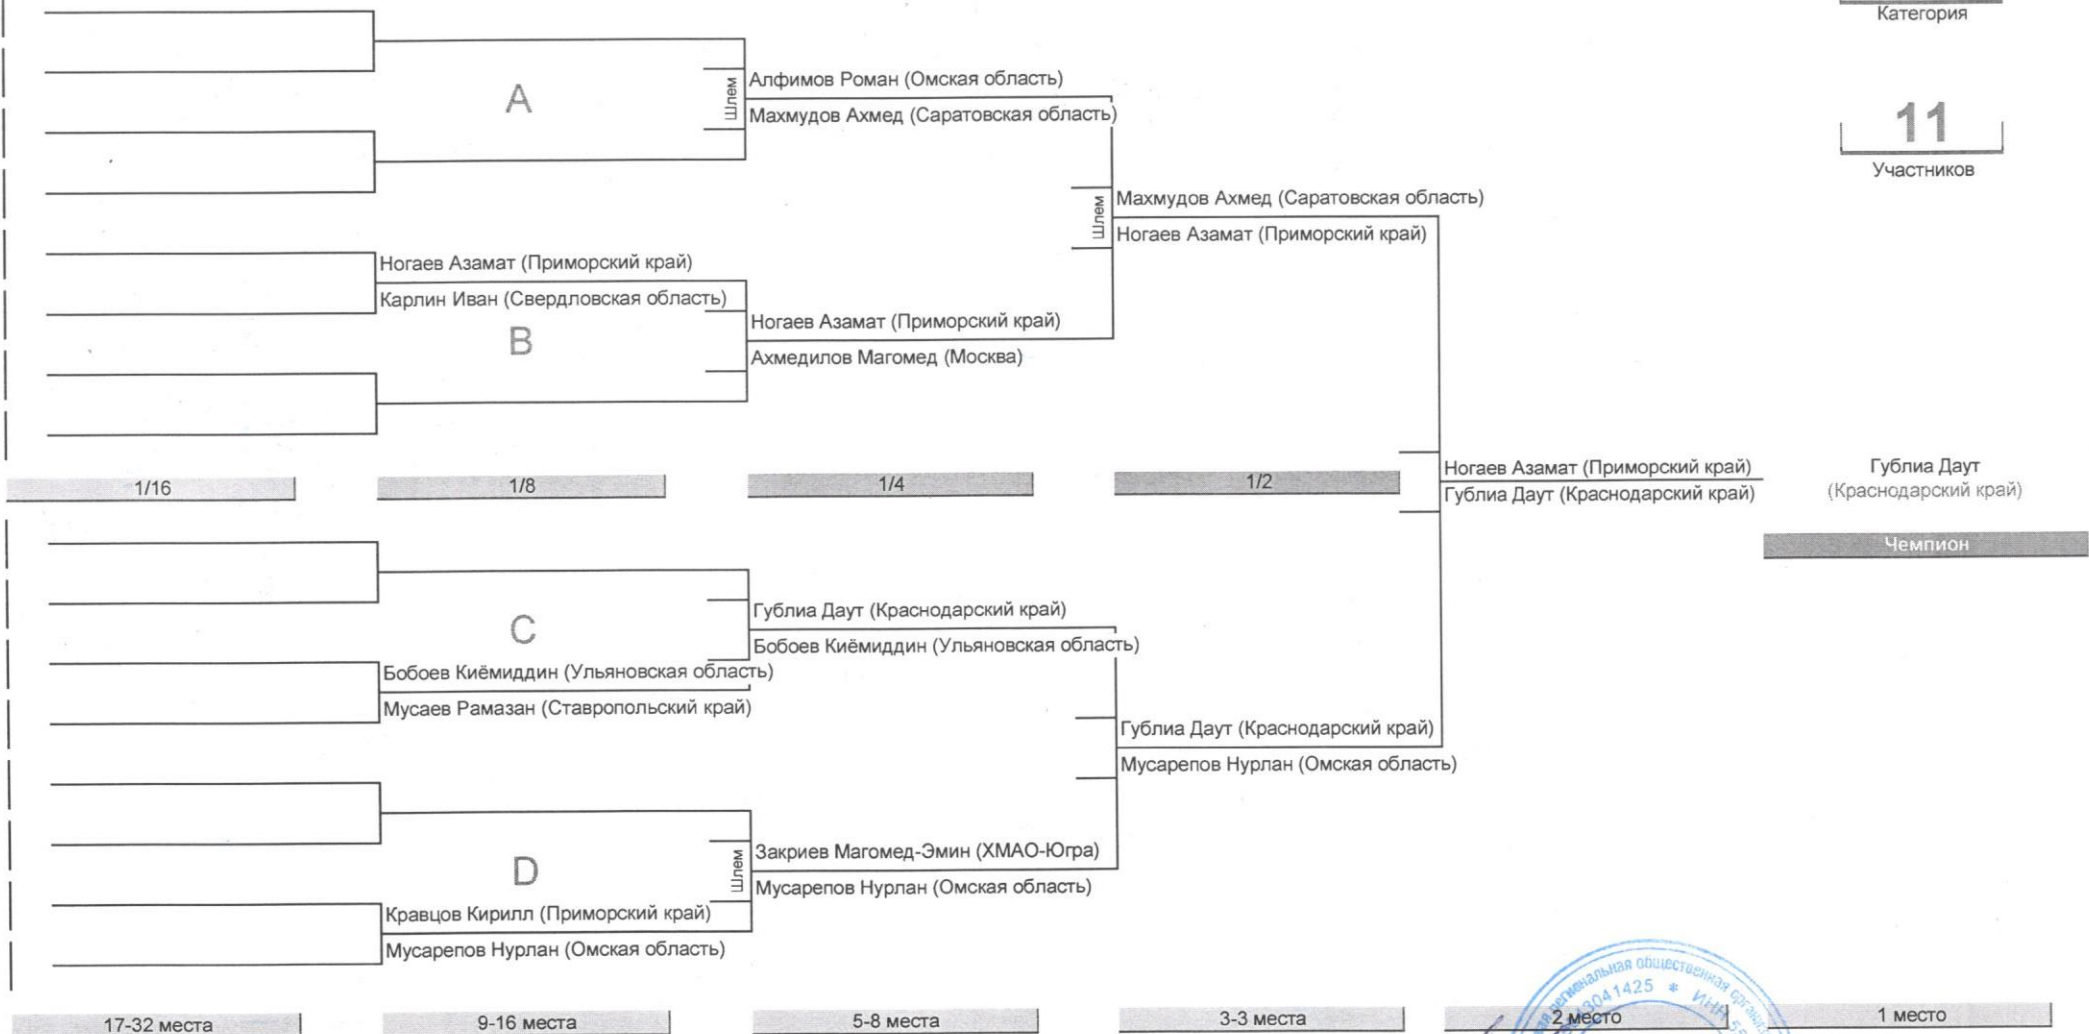 Категория
11
Участников
A
Шлем
Алфимов Роман (Омская область)
Махмудов Ахмед (Саратовская область)
Шлем
Махмудов Ахмед (Саратовская область)
Ногаев Азамат (Приморский край)
Ногаев Азамат (Приморский край)
Карлин Иван (Свердловская область)
B
Ногаев Азамат (Приморский край)
Ахмедилов Магомед (Москва)
Ногаев Азамат (Приморский край)
Гублиа Даут (Краснодарский край)
Гублиа Даут
(Краснодарский край)
1/16
1/8
1/4
1/2
Чемпион
C
Гублиа Даут (Краснодарский край)
Бобоев Киёмиддин (Ульяновская область)
Бобоев Киёмиддин (Ульяновская область)
Мусаев Рамазан (Ставропольский край)
Гублиа Даут (Краснодарский край)
Мусарепов Нурлан (Омская область)
D
Шлем
Закриев Магомед-Эмин (ХМАО-Югра)
Мусарепов Нурлан (Омская область)
Кравцов Кирилл (Приморский край)
Мусарепов Нурлан (Омская область)
общественная
041425 * ИНН
17-32 места
9-16 места
5-8 места
3-3 места
2 место
1 место